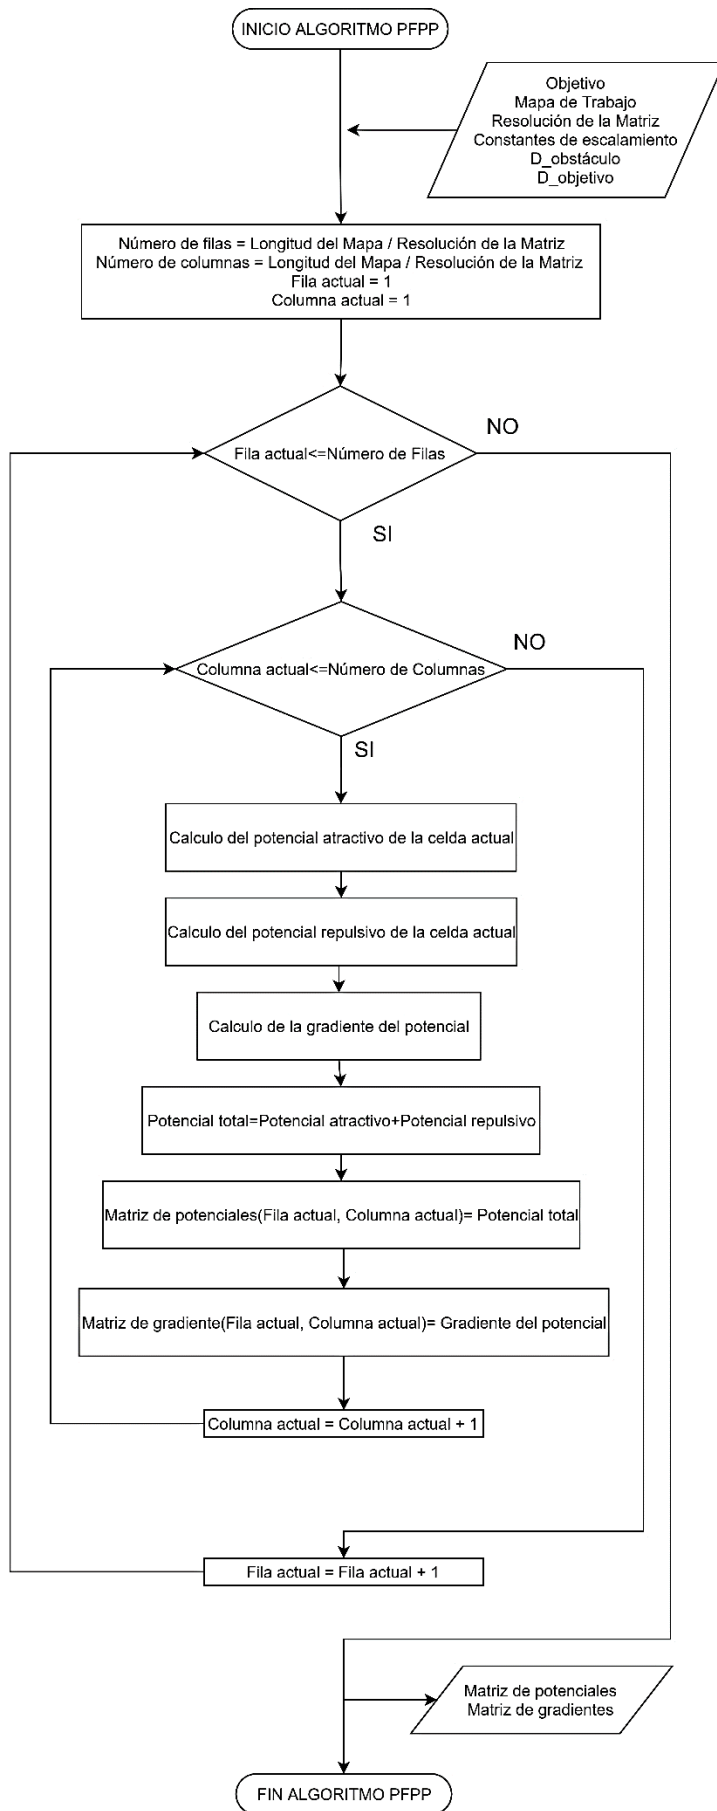 INICIO ALGORITMO PFPP
Objetivo
Mapa de Trabajo
Resolución de la Matriz
Constantes de escalamiento
D_obstáculo
D_objetivo
Número de filas = Longitud del Mapa / Resolución de la Matriz
Número de columnas = Longitud del Mapa / Resolución de la Matriz
Fila actual = 1
Columna actual = 1
NO
Fila actual<=Número de Filas
SI
NO
Columna actual<=Número de Columnas
SI
Calculo del potencial atractivo de la celda actual
Calculo del potencial repulsivo de la celda actual
Calculo de la gradiente del potencial
Potencial total=Potencial atractivo+Potencial repulsivo
Matriz de potenciales(Fila actual, Columna actual)= Potencial total
Matriz de gradiente(Fila actual, Columna actual)= Gradiente del potencial
Columna actual = Columna actual + 1
Fila actual = Fila actual + 1
Matriz de potenciales
Matriz de gradientes
FIN ALGORITMO PFPP